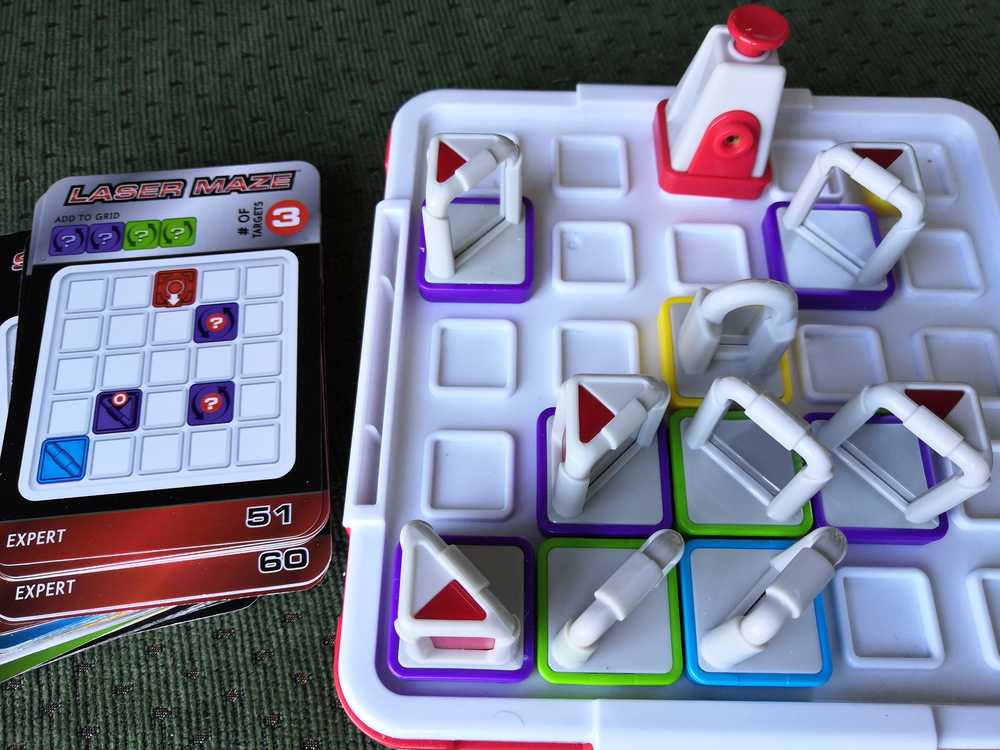 LASER MAZE
ADD TO GRID
# OF TARGETS 3
? ? ? ?
?
?
EXPERT 51
EXPERT 60